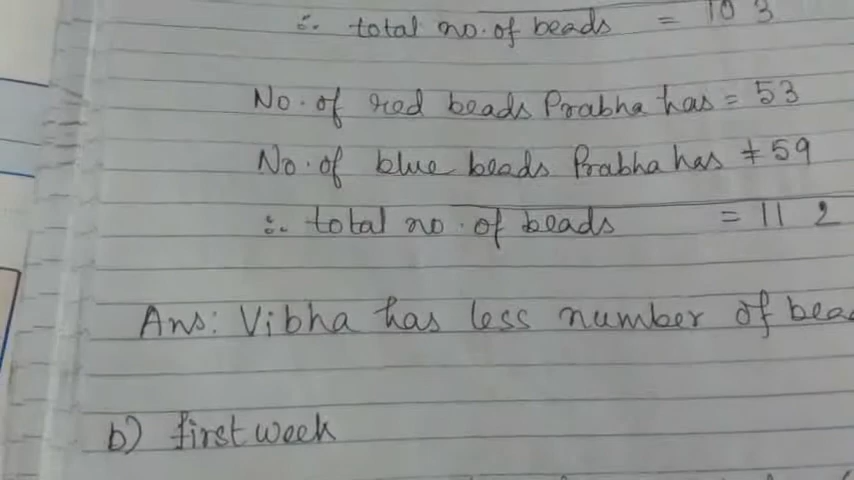 ∴ total no. of beads = 10 3
No. of red beads Prabha has = 53
No. of blue beads Prabha has + 59
∴ total no. of beads = 11 2
Ans: Vibha has less number of
b) first week